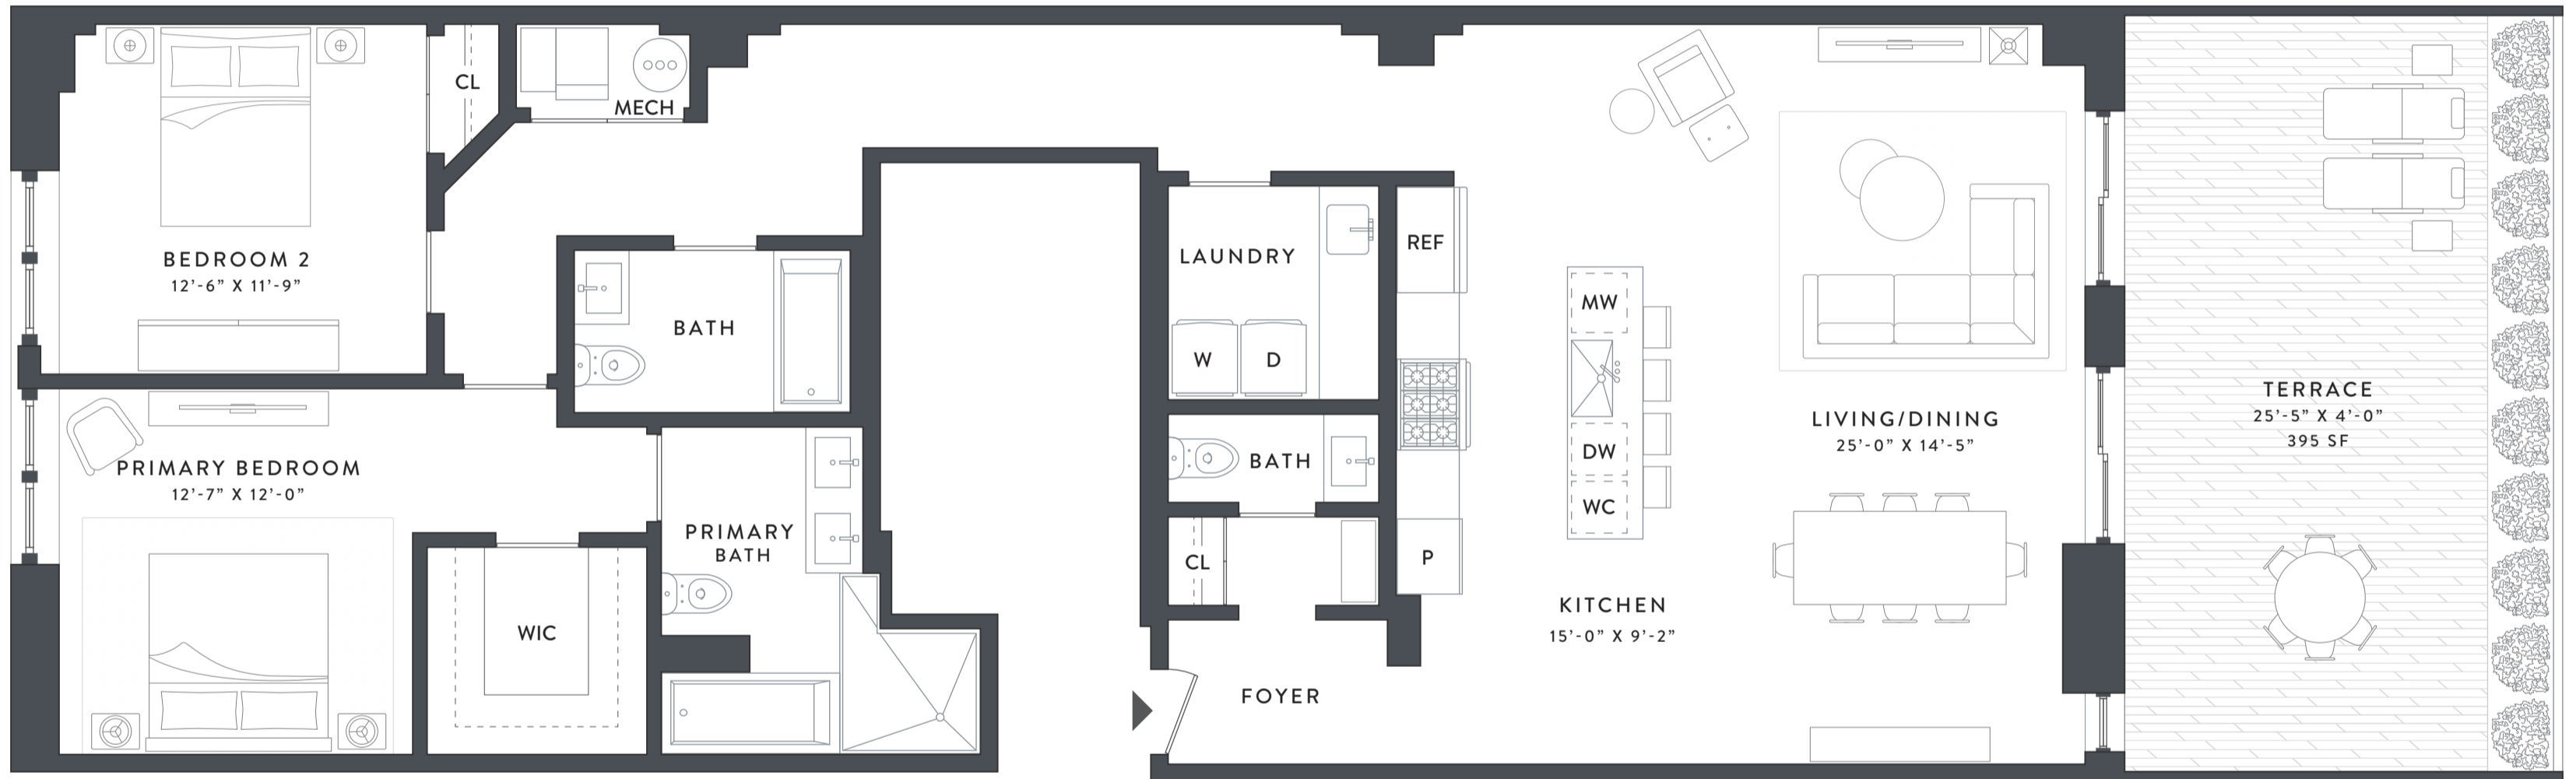 CL
MECH
BEDROOM 2
12'-6" X 11'-9"
BATH
PRIMARY BEDROOM
12'-7" X 12'-0"
PRIMARY
BATH
WIC
LAUNDRY
W
D
REF
BATH
CL
P
FOYER
MW
DW
WC
KITCHEN
15'-0" X 9'-2"
LIVING/DINING
25'-0" X 14'-5"
TERRACE
25'-5" X 4'-0"
395 SF